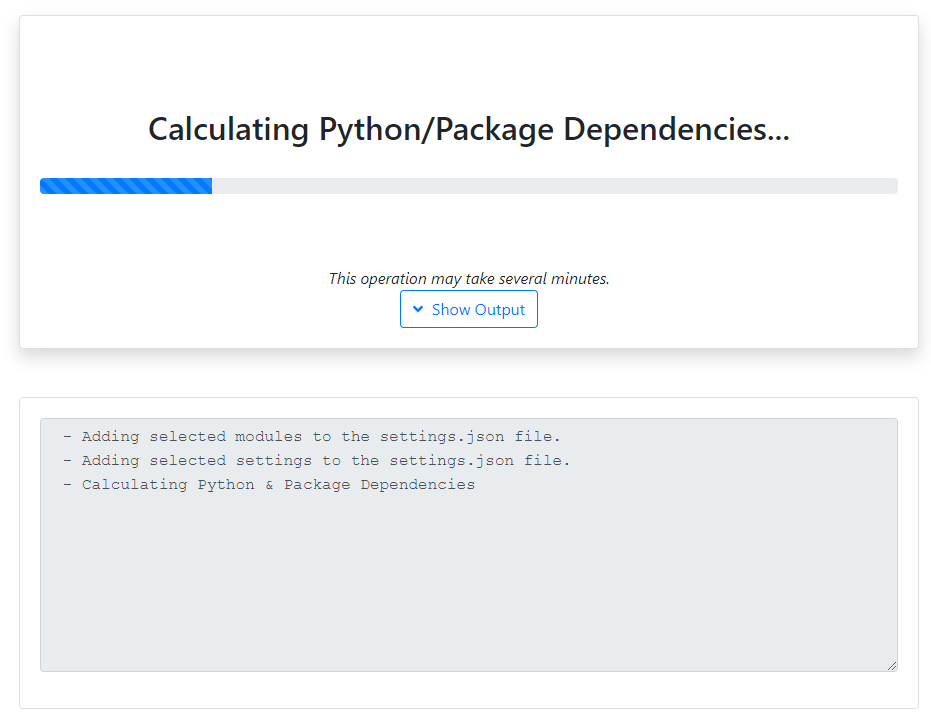 Calculating Python/Package Dependencies...
This operation may take several minutes.
Show Output
- Adding selected modules to the settings.json file.
- Adding selected settings to the settings.json file.
- Calculating Python & Package Dependencies